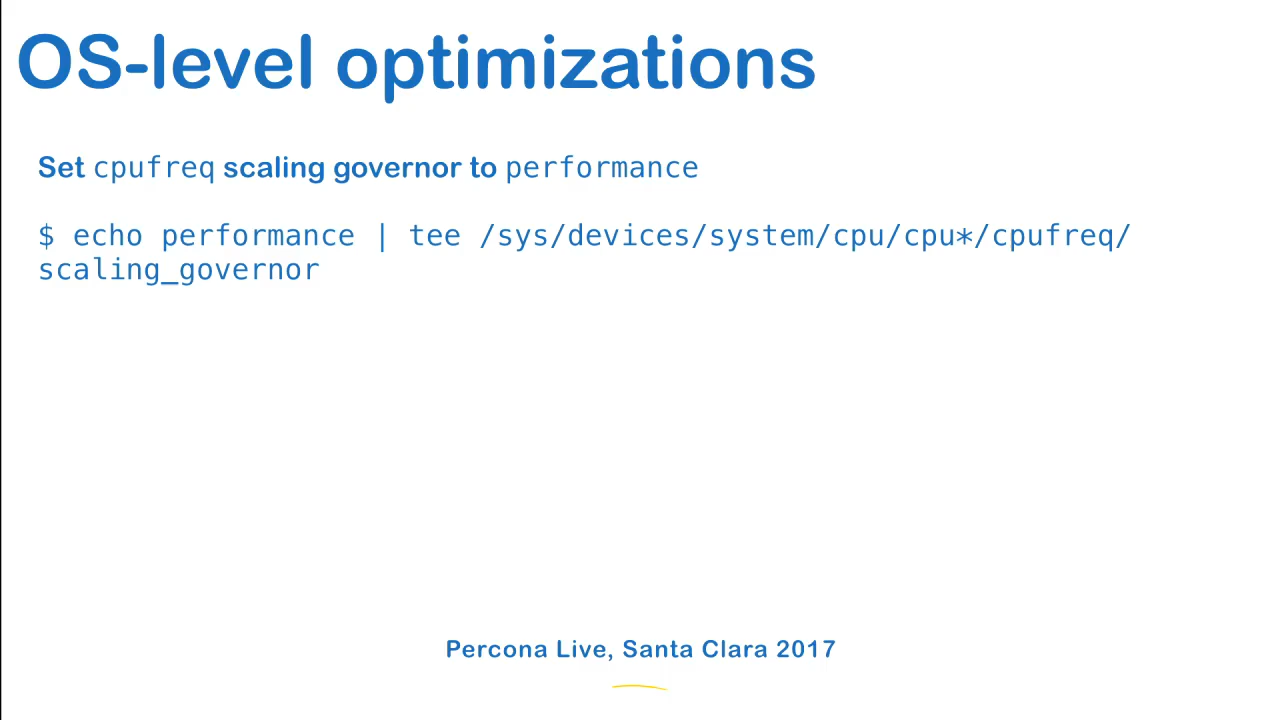 OS-level optimizations
Set cpufreq scaling governor to performance
$ echo performance | tee /sys/devices/system/cpu/cpu*/cpufreq/
scaling_governor
Percona Live, Santa Clara 2017